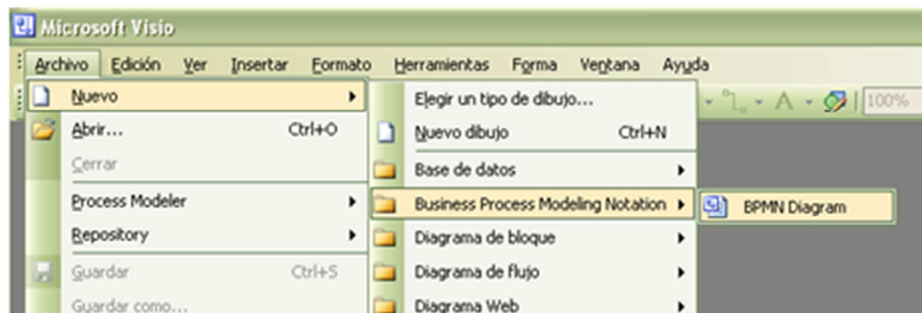 Microsoft Visio
Archivo Edición Ver Insertar Formato Herramientas Forma Ventana Ayuda
Nuevo
Abrir... Ctrl+O
Cerrar
Process Modeler
Repository
Guardar Ctrl+S
Guardar como...
Elegir un tipo de dibujo...
Nuevo dibujo Ctrl+N
Base de datos
Business Process Modeling Notation
Diagrama de bloque
Diagrama de flujo
Diagrama Web
BPMN Diagram
A 100%